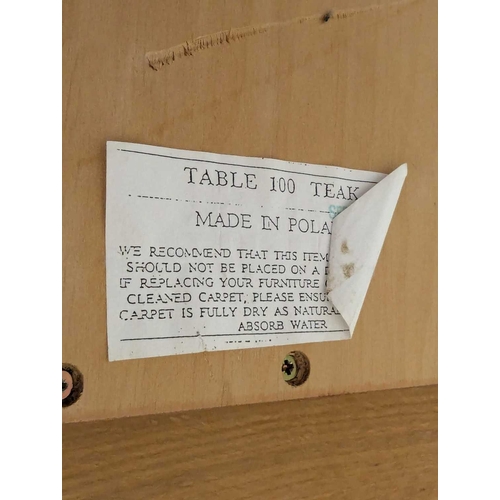 TABLE 100 TEAK
MADE IN POLA
WE RECOMMEND THAT THIS ITEM
SHOULD NOT BE PLACED ON A D
IF REPLACING YOUR FURNITURE
CLEANED CARPET, PLEASE ENSU
CARPET IS FULLY DRY AS NATURA
ABSORB WATER